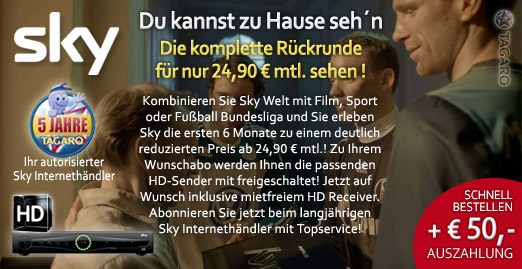 sky
Du kannst zu Hause seh´n
Die komplette Rückrunde
für nur 24,90 € mtl. sehen !
TAGARO
5 JAHRE
TAGARO
Ihr autorisierter
Sky Internethändler
HD
sky
Kombinieren Sie Sky Welt mit Film, Sport
oder Fußball Bundesliga und Sie erleben
Sky die ersten 6 Monate zu einem deutlich
reduzierten Preis ab 24,90 € mtl.! Zu Ihrem
Wunschabo werden Ihnen die passenden
HD-Sender mit freigeschaltet! Jetzt auf
Wunsch inklusive mietfreiem HD Receiver.
Abonnieren Sie jetzt beim langjährigen
Sky Internethändler mit Topservice!
SCHNELL
BESTELLEN
+ € 50,-
AUSZAHLUNG